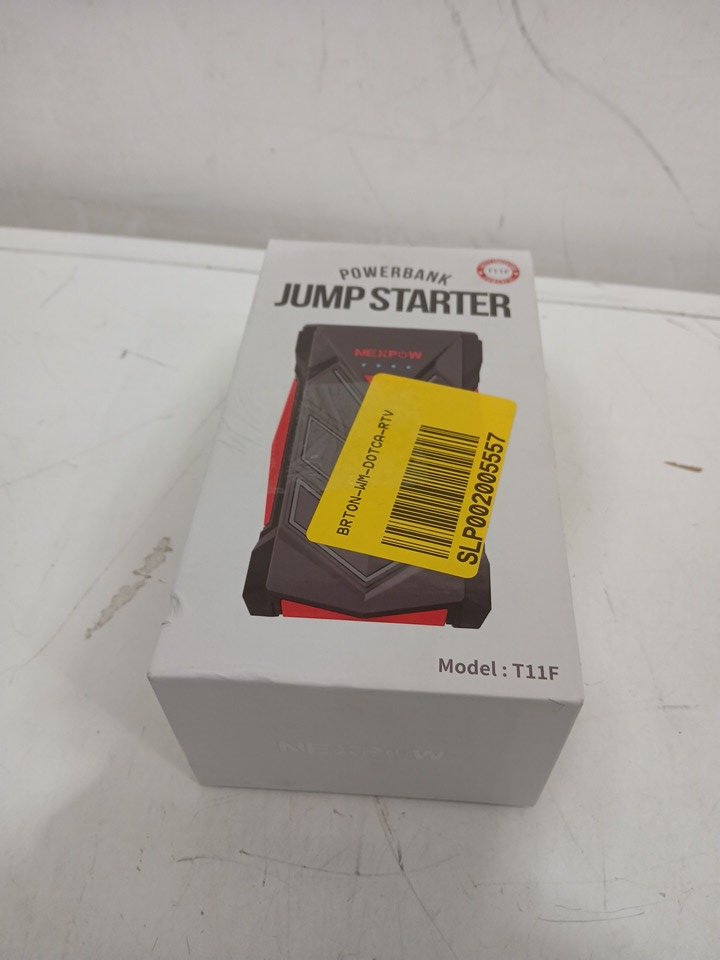 POWERBANK
T11F
JUMP STARTER
NEXPOW
BRTON-WM-DOTCA-RTV
SLP002005557
Model : T11F
NEXPOW